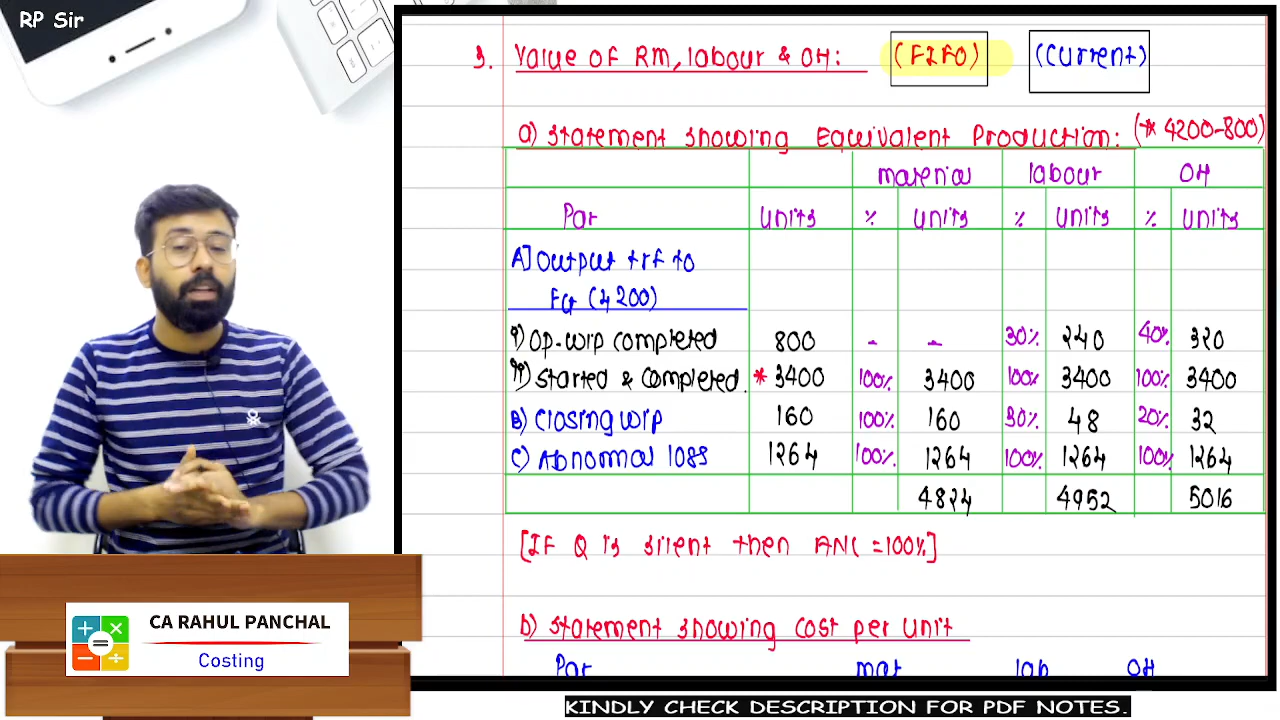 RP Sir
3. Value of RM, labour & OH: (FIFO) (Current)
a) Statement showing Equivalent Production: (* 4200-800)
material labour OH
Par Units % Units % Units % Units
A] Output trf to
FG (4200)
i) Op-wip completed 800 - - 30% 240 40% 320
ii) Started & completed. * 3400 100% 3400 100% 3400 100% 3400
B) Closing wip 160 100% 160 30% 48 20% 32
C) Abnormal loss 1264 100% 1264 100% 1264 100% 1264
4824 4952 5016
[If Q is silent then AN( =100%]
b) Statement showing cost per unit
Par mat lab OH
CA RAHUL PANCHAL
Costing
KINDLY CHECK DESCRIPTION FOR PDF NOTES.